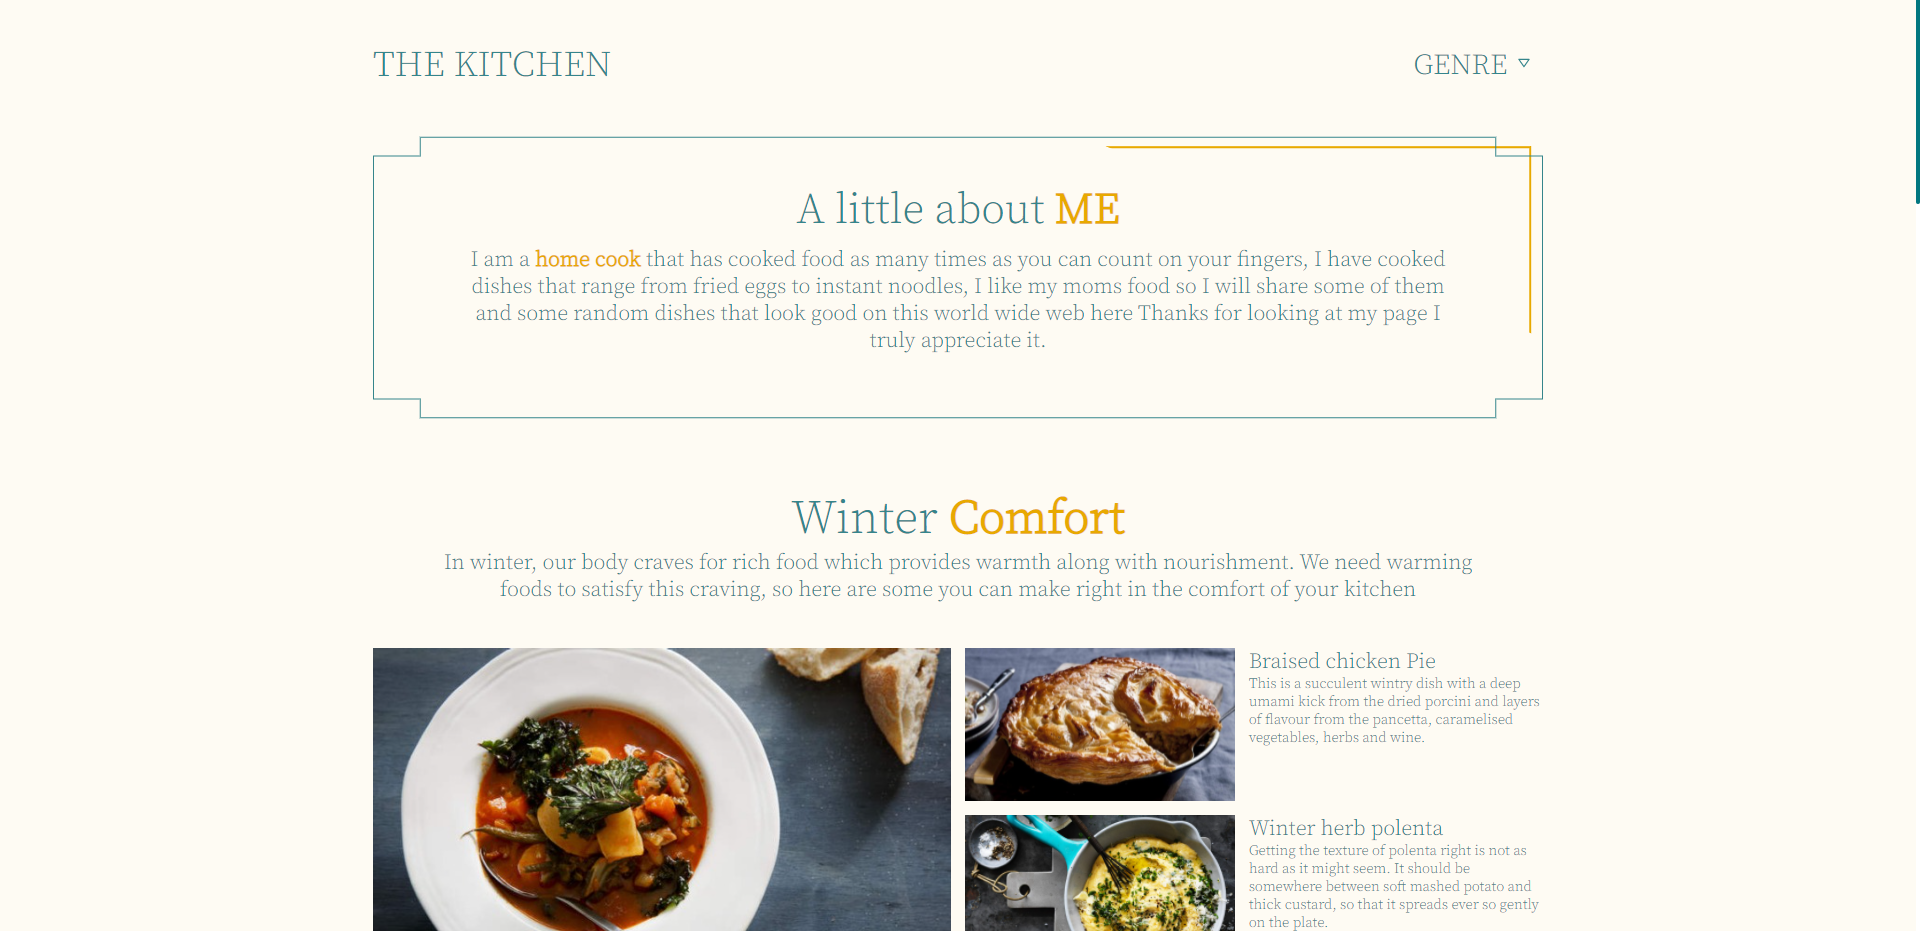 THE KITCHEN
GENRE
A little about ME
I am a home cook that has cooked food as many times as you can count on your fingers, I have cooked
dishes that range from fried eggs to instant noodles, I like my moms food so I will share some of them
and some random dishes that look good on this world wide web here Thanks for looking at my page I
truly appreciate it.
Winter Comfort
In winter, our body craves for rich food which provides warmth along with nourishment. We need warming
foods to satisfy this craving, so here are some you can make right in the comfort of your kitchen
Braised chicken Pie
This is a succulent wintry dish with a deep
umami kick from the dried porcini and layers
of flavour from the pancetta, caramelised
vegetables, herbs and wine.
Winter herb polenta
Getting the texture of polenta right is not as
hard as it might seem. It should be
somewhere between soft mashed potato and
thick custard, so that it spreads ever so gently
on the plate.